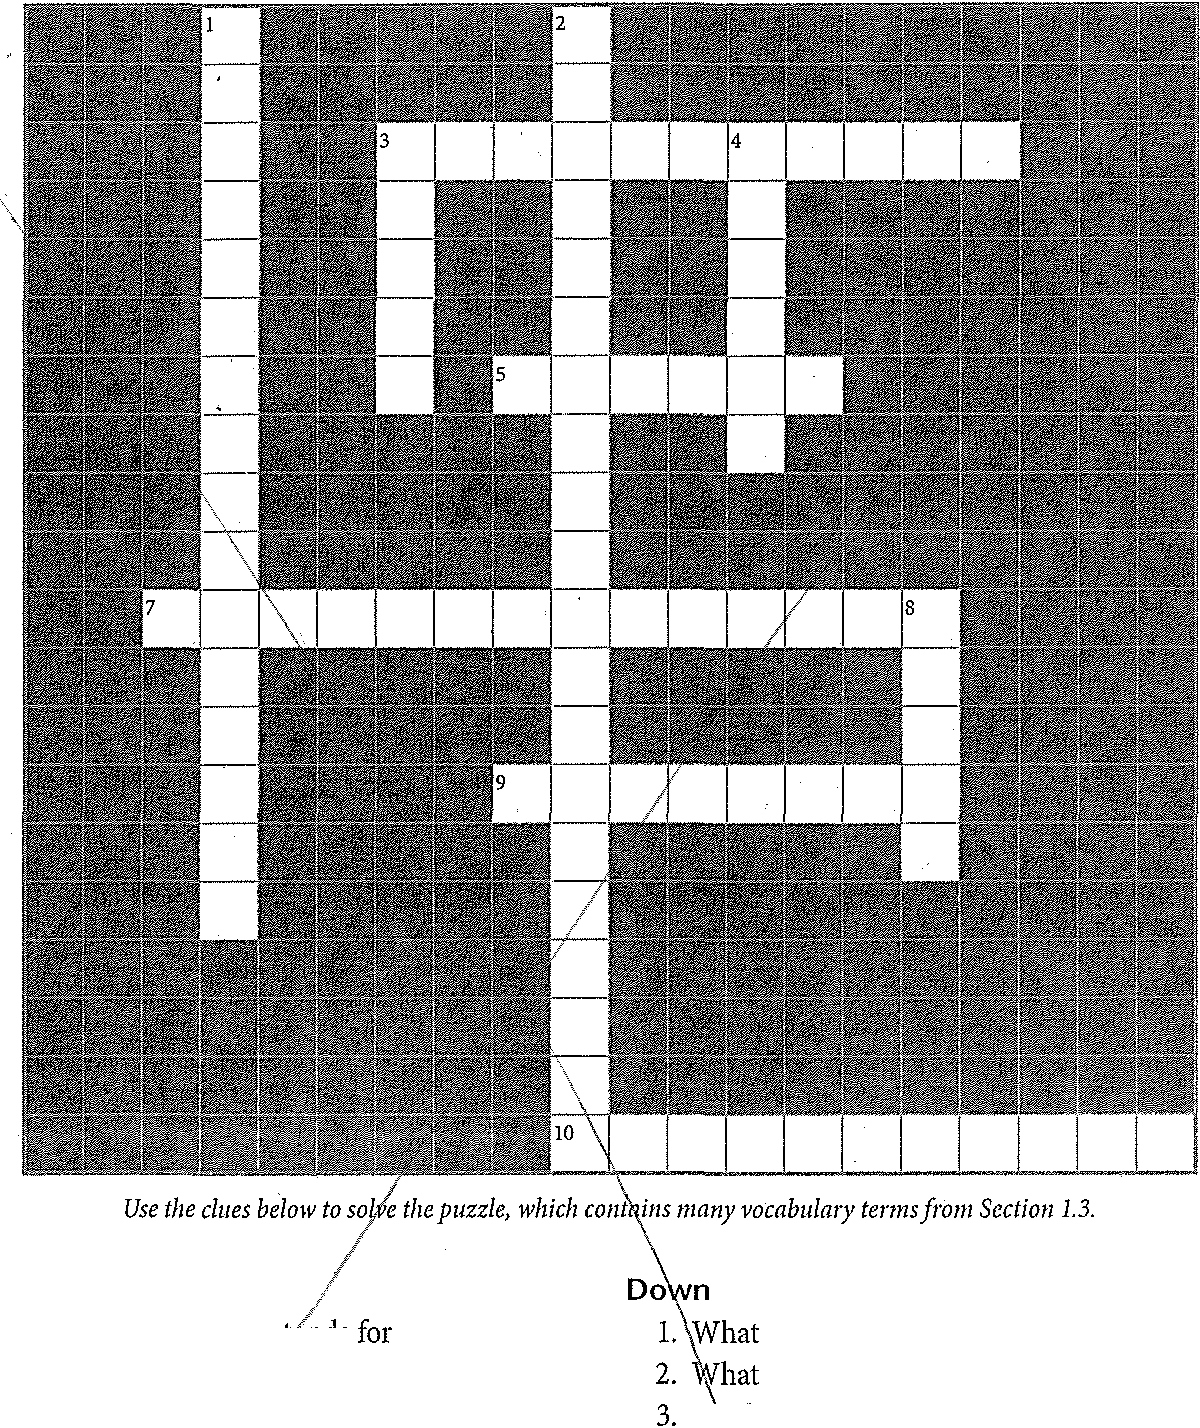 1 2
3 4
5
7 8
9
10
Use the clues below to solve the puzzle, which contains many vocabulary terms from Section 1.3.
Down
for
1. What
2. What
3.